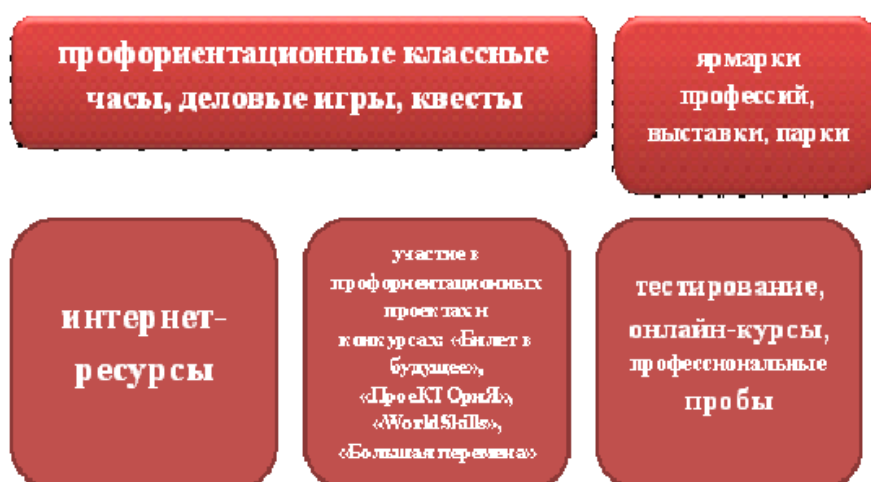 профориентационные классные
часы, деловые игры, квесты
ярмарки
профессий,
выставки, парки
интернет-
ресурсы
участие в
профориентационных
проектах и
конкурсах: «Билет в
будущее»,
«ПроеКТОриЯ»,
«WorldSkills»,
«Большая перемена»
тестирование,
онлайн-курсы,
профессиональные
пробы